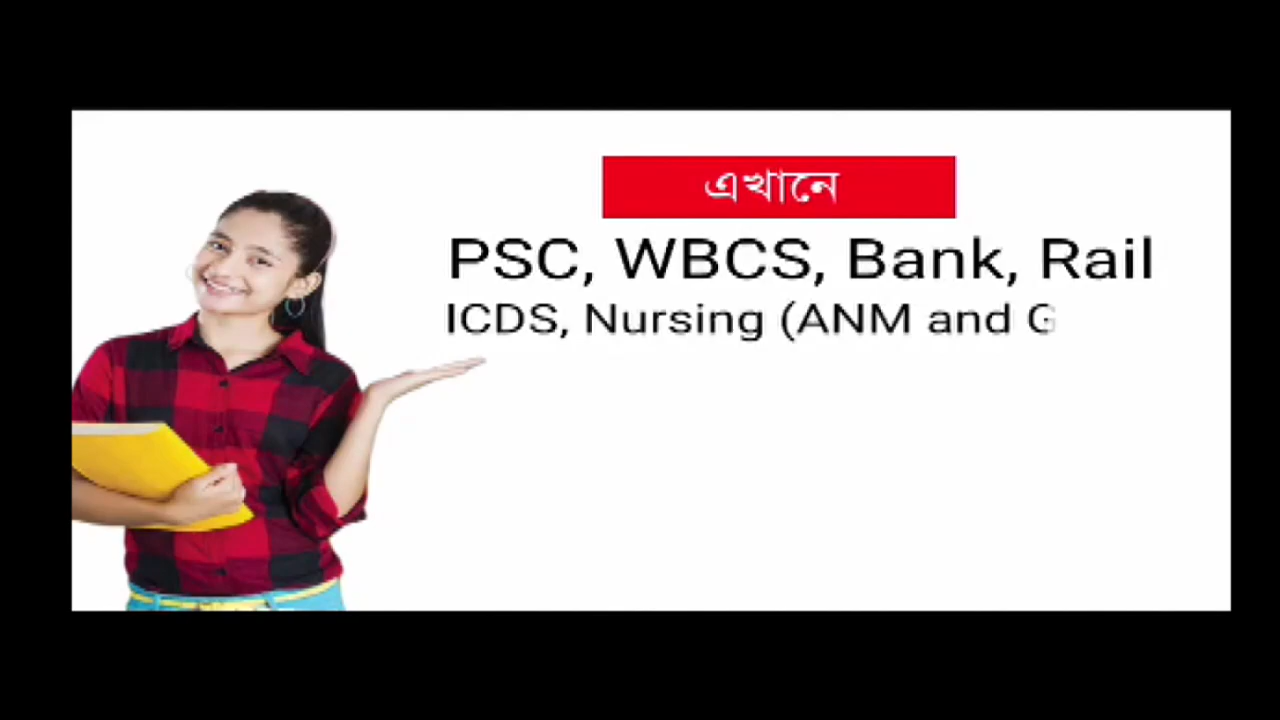 এখানে
PSC, WBCS, Bank, Rail
ICDS, Nursing (ANM and G